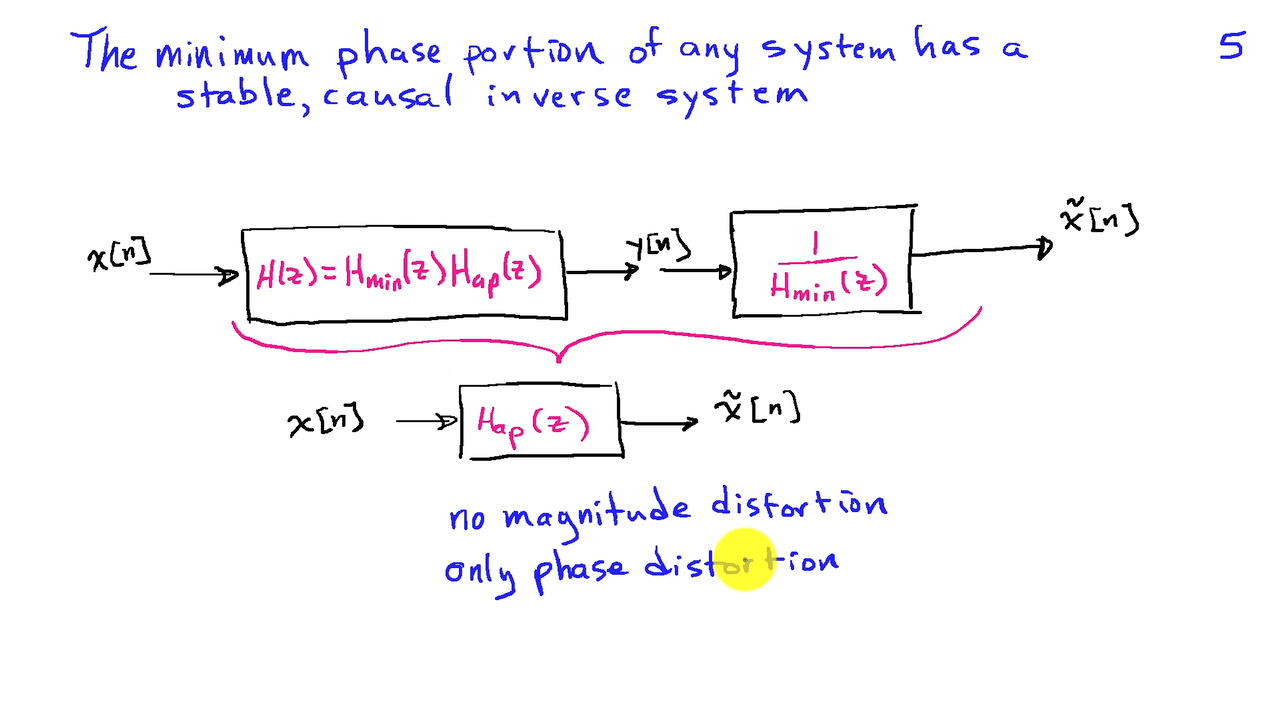 The minimum phase portion of any system has a 5
stable, causal inverse system
x[n] H(z)=Hmin(z)Hap(z) y[n] 1/Hmin(z) x̃[n]
x[n] Hap(z) x̃[n]
no magnitude distortion
only phase distortion